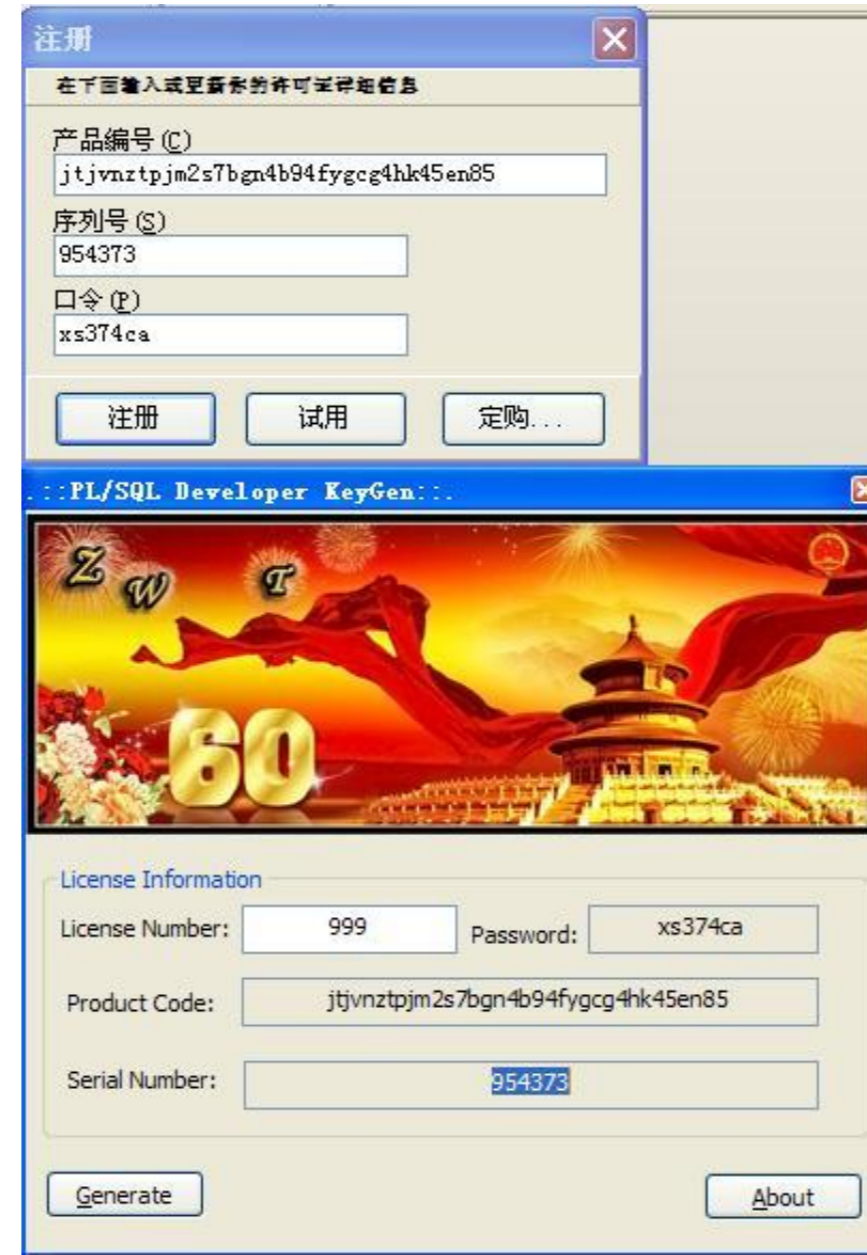 注册
在下面输入或更新你的许可证详细信息
产品编号(C)
jtjvnztpjm2s7bgn4b94fygcg4hk45en85
序列号(S)
954373
口令(P)
xs374ca
注册 试用 定购...
.::PL/SQL Developer KeyGen::.
Z W T
60
License Information
License Number: 999 Password: xs374ca
Product Code: jtjvnztpjm2s7bgn4b94fygcg4hk45en85
Serial Number: 954373
Generate About